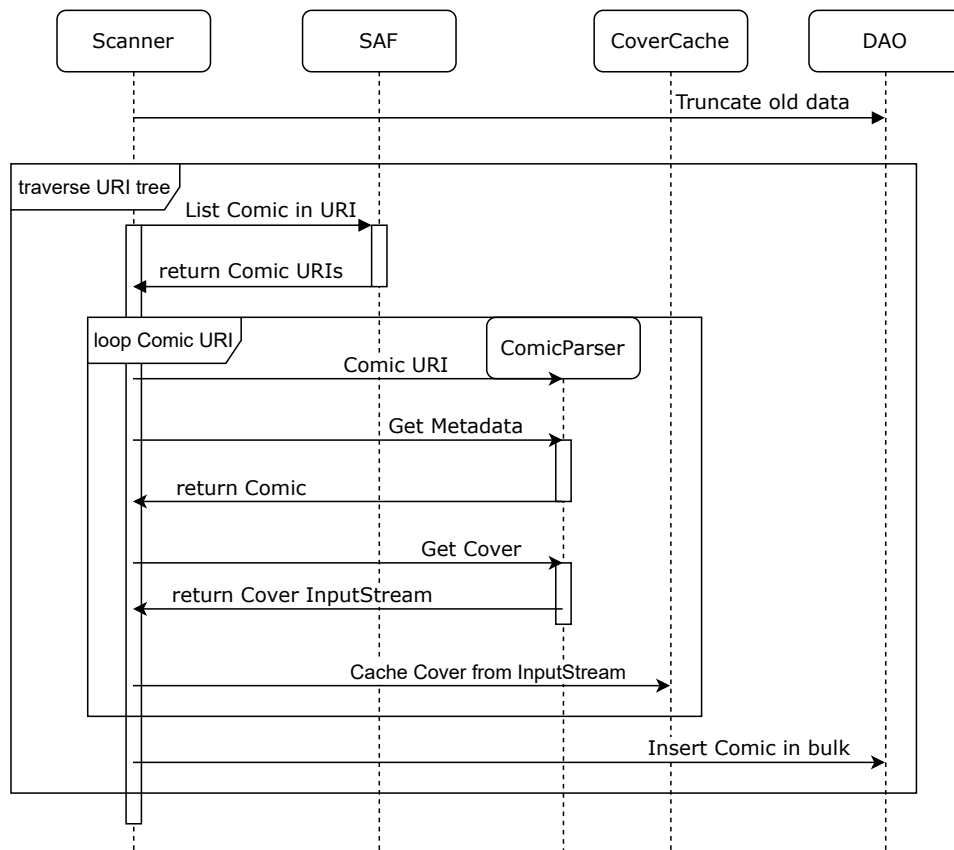 Scanner
SAF
CoverCache
DAO
Truncate old data
traverse URI tree
List Comic in URI
return Comic URIs
loop Comic URI
ComicParser
Comic URI
Get Metadata
return Comic
Get Cover
return Cover InputStream
Cache Cover from InputStream
Insert Comic in bulk